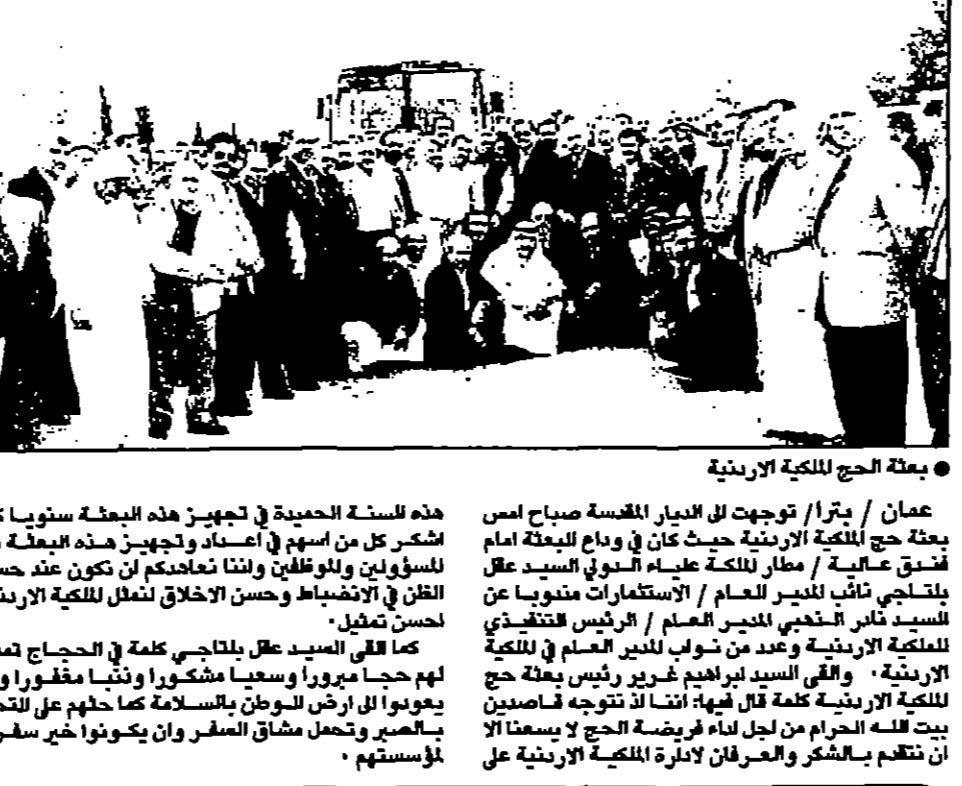 ● بعثة الحج للملكية الاردنية
عمان / بترا / توجهت الى الديار المقدسة صباح امس
بعثة حج الملكية الاردنية حيث كان في وداع البعثة امام
فندق عالية / مطار الملكة علياء الدولي السيد عقل
بلتاجي نائب المدير العام / الاستثمارات مندوبا عن
السيد نادر الذهبي المدير العام / الرئيس التنفيذي
للملكية الاردنية وعدد من نواب المدير العام في الملكية
الاردنية . والقى السيد ابراهيم غرير رئيس بعثة حج
الملكية الاردنية كلمة قال فيها: اننا اذ نتوجه قاصدين
بيت الله الحرام من اجل اداء فريضة الحج لا يسعنا الا
ان نتقدم بالشكر والعرفان لادارة الملكية الاردنية على
هذه السنة الحميدة في تجهيز هذه البعثة سنويا
اشكر كل من اسهم في اعداد وتجهيز هذه البعثة
المسؤولين والموظفين واننا نعاهدكم ان نكون عند
الظن في الانضباط وحسن الاخلاق لنمثل الملكية
احسن تمثيل .
كما القى السيد عقل بلتاجي كلمة في الحجاج
لهم حجا مبرورا وسعيا مشكورا وذنبا مغفورا
يعودوا الى ارض الوطن بالسلامة كما حثهم على
بالصبر وتحمل مشاق السفر وان يكونوا خير
لمؤسستهم .